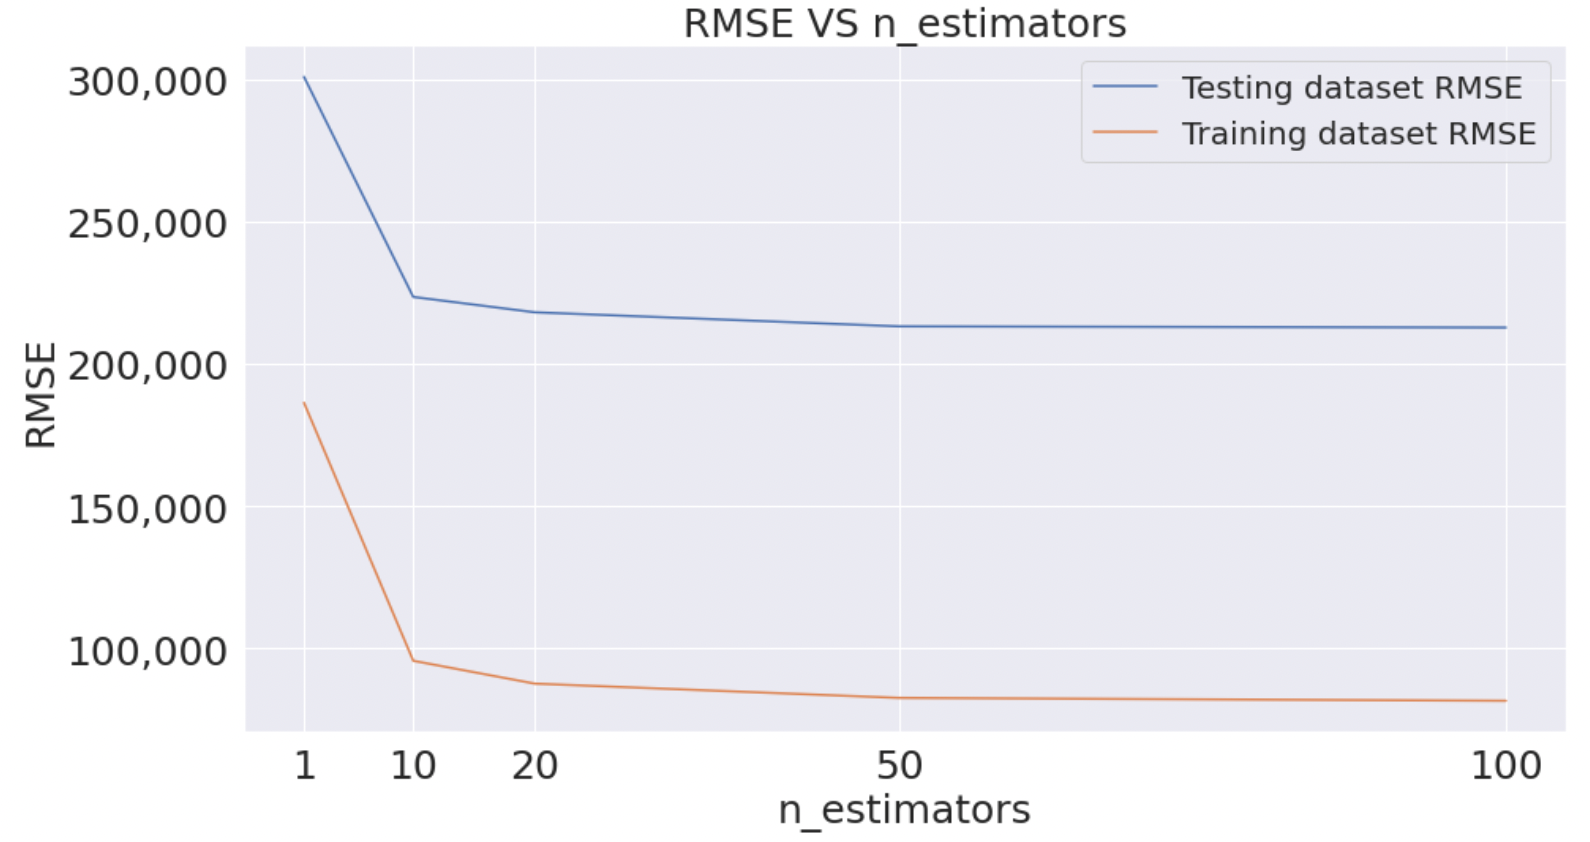 RMSE VS n_estimators
Testing dataset RMSE
Training dataset RMSE
300,000
250,000
200,000
150,000
100,000
RMSE
1 10 20 50 100
n_estimators